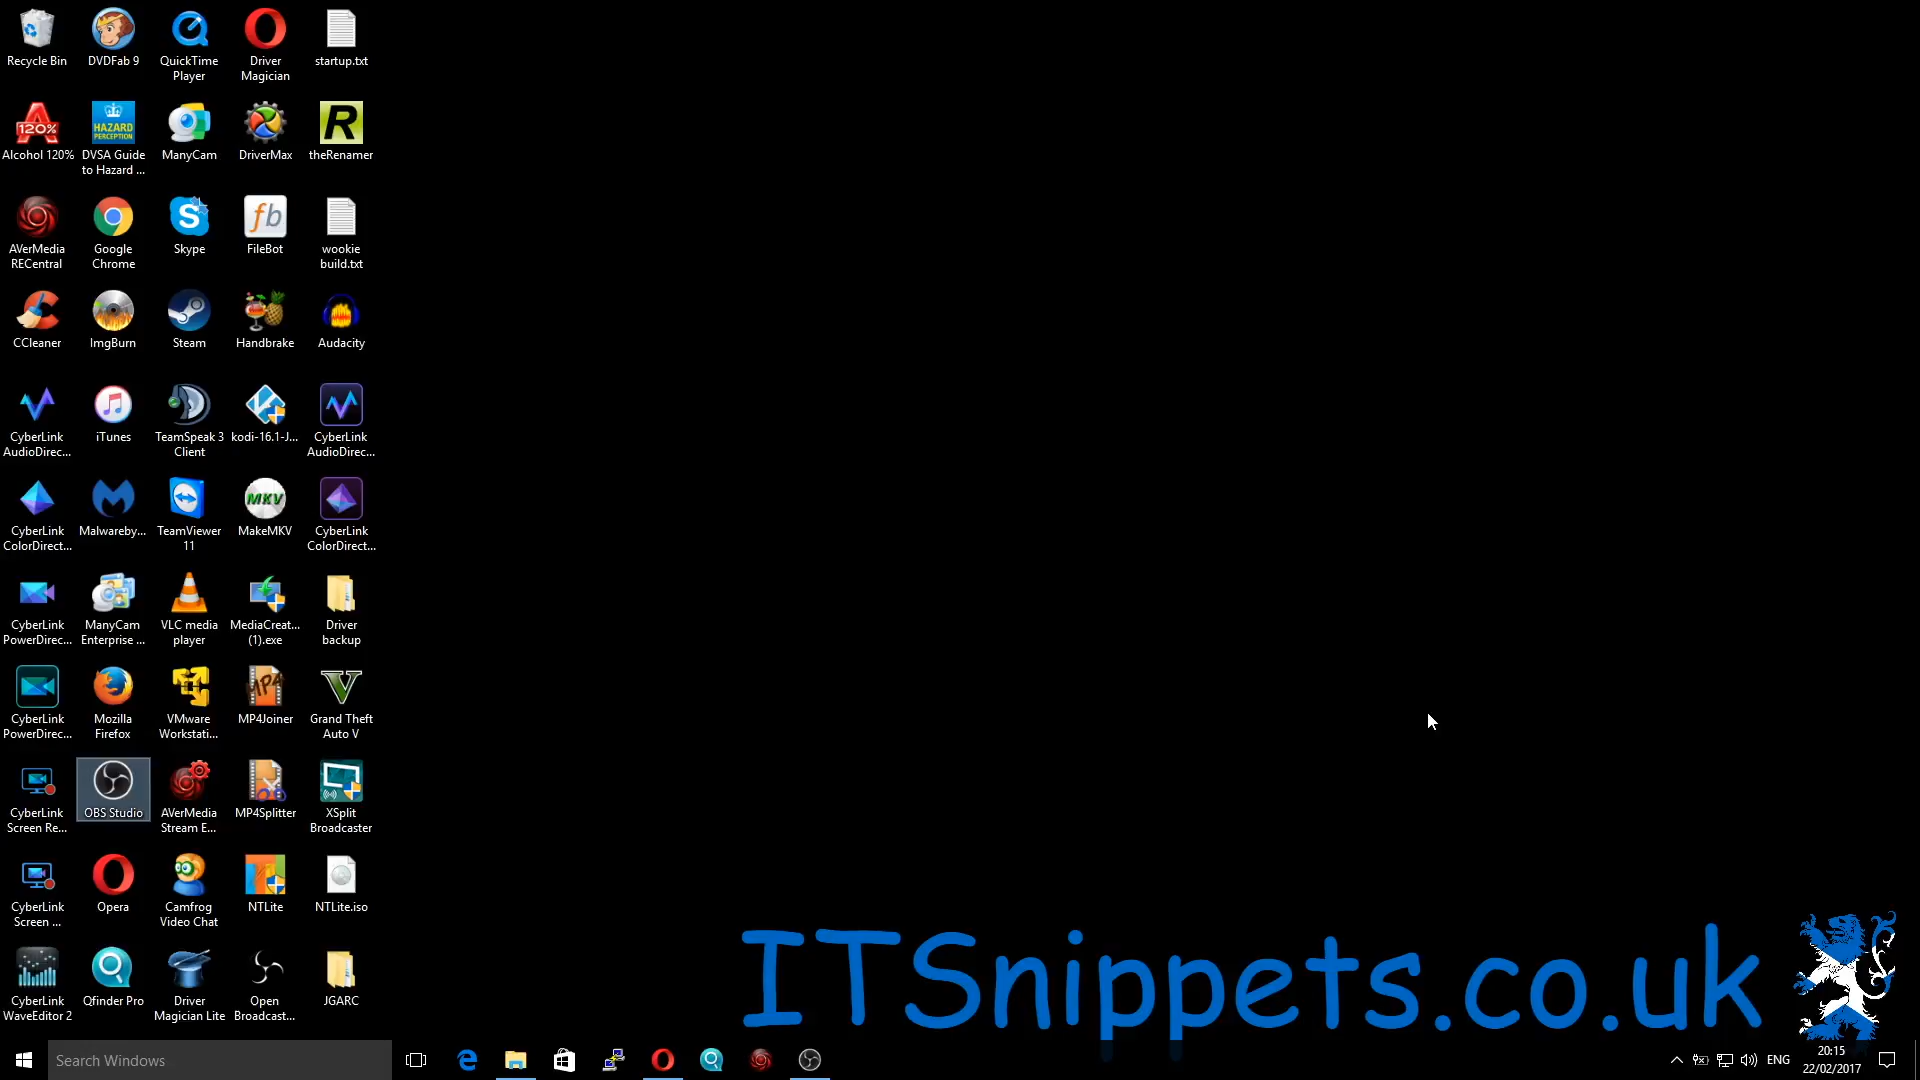 Recycle Bin
DVDFab 9
QuickTime
Player
Driver
Magician
startup.txt
120%
Alcohol 120%
HAZARD
PERCEPTION
DVSA Guide
to Hazard ...
ManyCam
DriverMax
R
theRenamer
AVerMedia
RECentral
Google
Chrome
S
Skype
fb
FileBot
wookie
build.txt
CCleaner
ImgBurn
Steam
Handbrake
Audacity
CyberLink
AudioDirec...
iTunes
TeamSpeak 3
Client
kodi-16.1-J...
CyberLink
AudioDirec...
CyberLink
ColorDirect...
Malwareby...
TeamViewer
11
MKV
MakeMKV
CyberLink
ColorDirect...
CyberLink
PowerDirec...
ManyCam
Enterprise ...
VLC media
player
MediaCreat...
(1).exe
Driver
backup
CyberLink
PowerDirec...
Mozilla
Firefox
VMware
Workstati...
MP4
MP4Joiner
V
Grand Theft
Auto V
CyberLink
Screen Re...
OBS Studio
AVerMedia
Stream E...
MP4Splitter
XSplit
Broadcaster
CyberLink
Screen ...
Opera
Camfrog
Video Chat
NTLite
NTLite.iso
CyberLink
WaveEditor 2
Qfinder Pro
Driver
Magician Lite
Open
Broadcast...
JGARC
ITSnippets.co.uk
Search Windows
ENG
20:15
22/02/2017